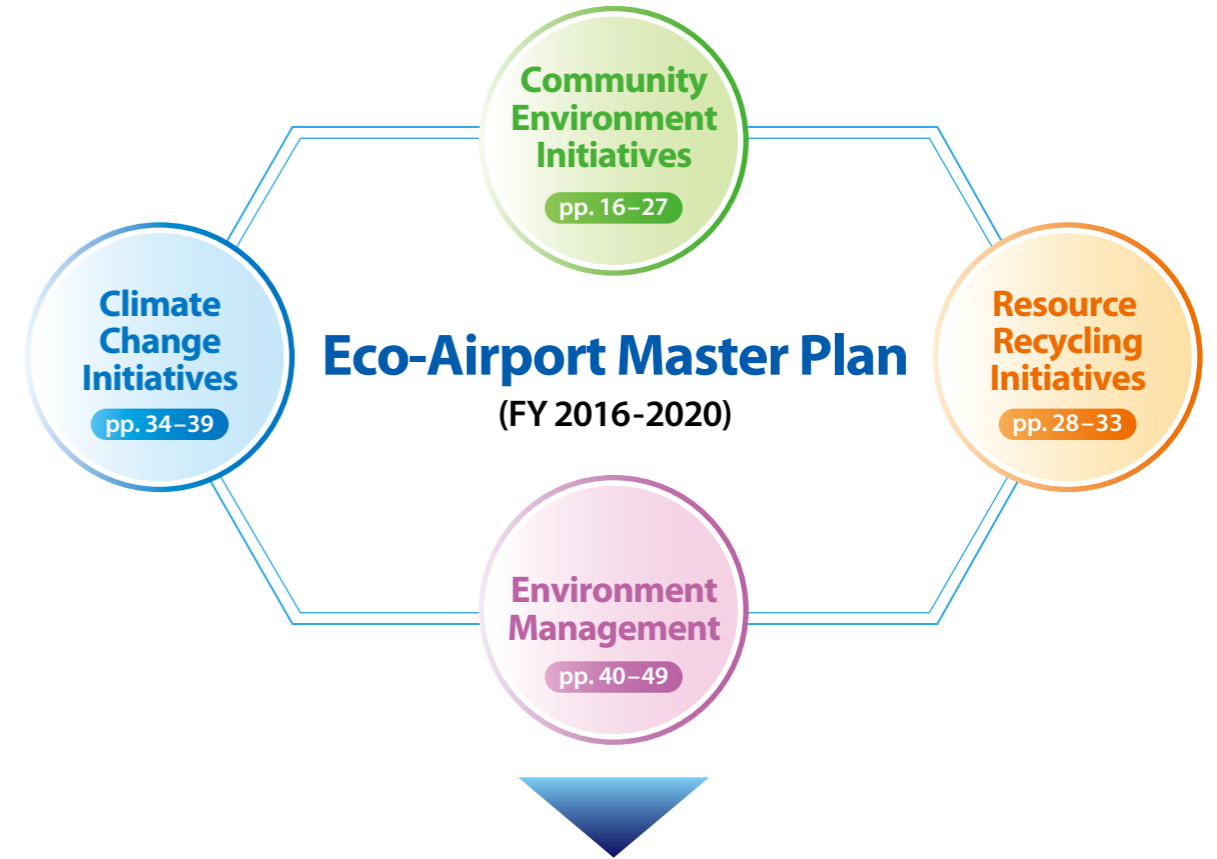 Community
Environment
Initiatives
pp. 16–27
Climate
Change
Initiatives
pp. 34–39
Eco-Airport Master Plan
(FY 2016-2020)
Resource
Recycling
Initiatives
pp. 28–33
Environment
Management
pp. 40–49